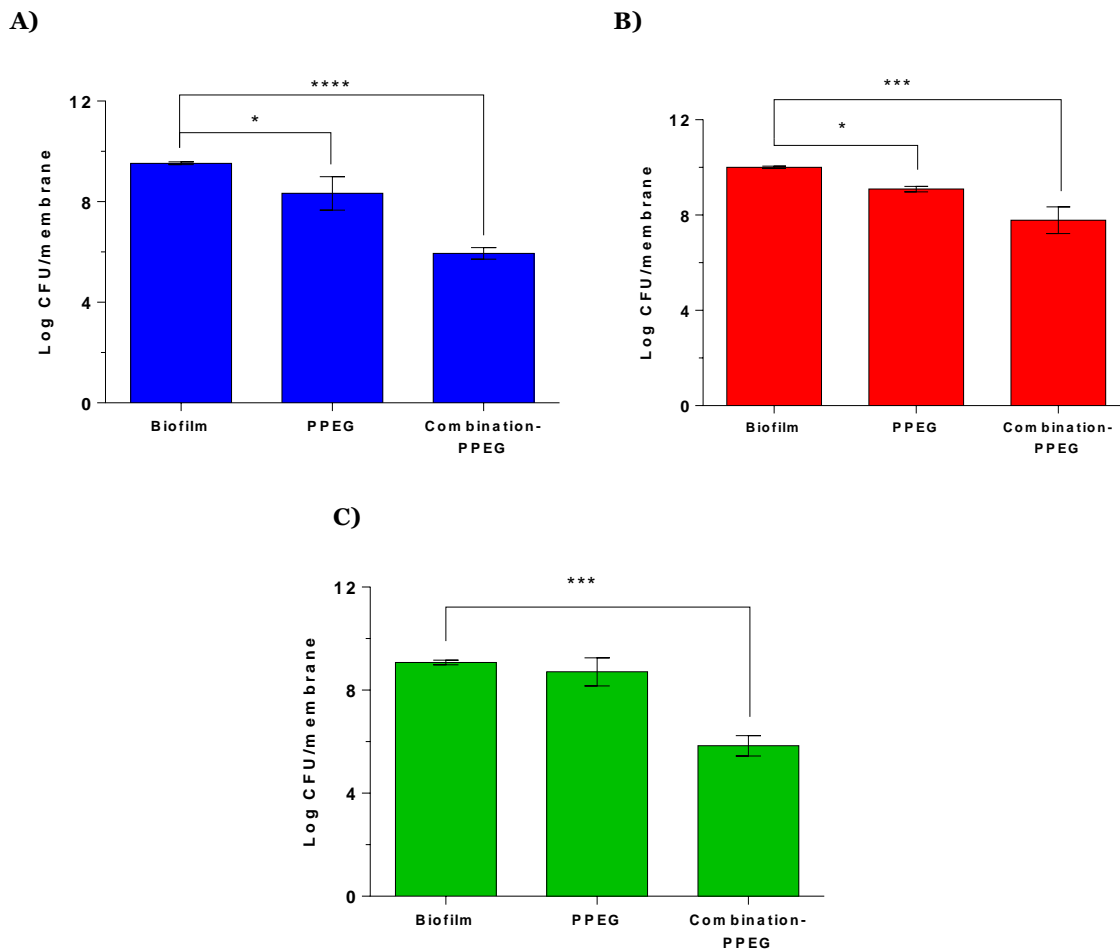 A)
****
*
12
8
4
0
Log CFU/membrane
Biofilm
PPEG
Combination-
PPEG
B)
***
*
12
8
4
0
Log CFU/membrane
Biofilm
PPEG
Combination-
PPEG
C)
***
12
8
4
0
Log CFU/membrane
Biofilm
PPEG
Combination-
PPEG